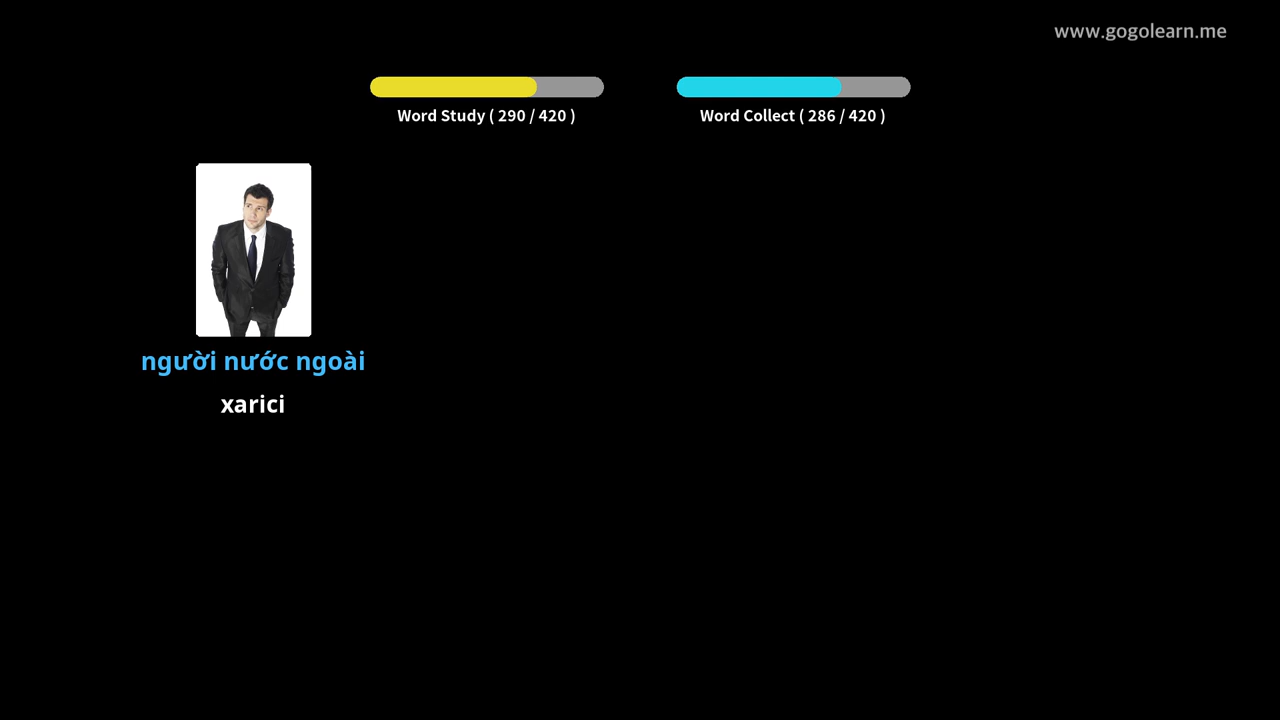 www.gogolearn.me
Word Study ( 290 / 420 )
Word Collect ( 286 / 420 )
người nước ngoài
xarici